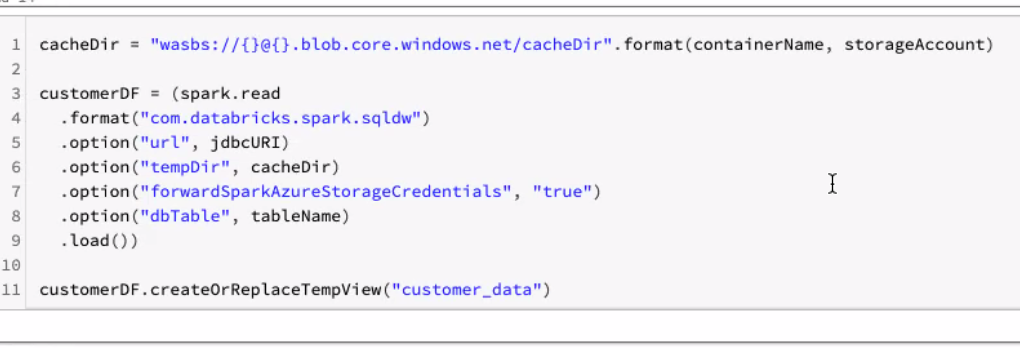 1 cacheDir = "wasbs://{}@{}.blob.core.windows.net/cacheDir".format(containerName, storageAccount)
2
3 customerDF = (spark.read
4   .format("com.databricks.spark.sqldw")
5   .option("url", jdbcURI)
6   .option("tempDir", cacheDir)
7   .option("forwardSparkAzureStorageCredentials", "true")
8   .option("dbTable", tableName)
9   .load())
10
11 customerDF.createOrReplaceTempView("customer_data")